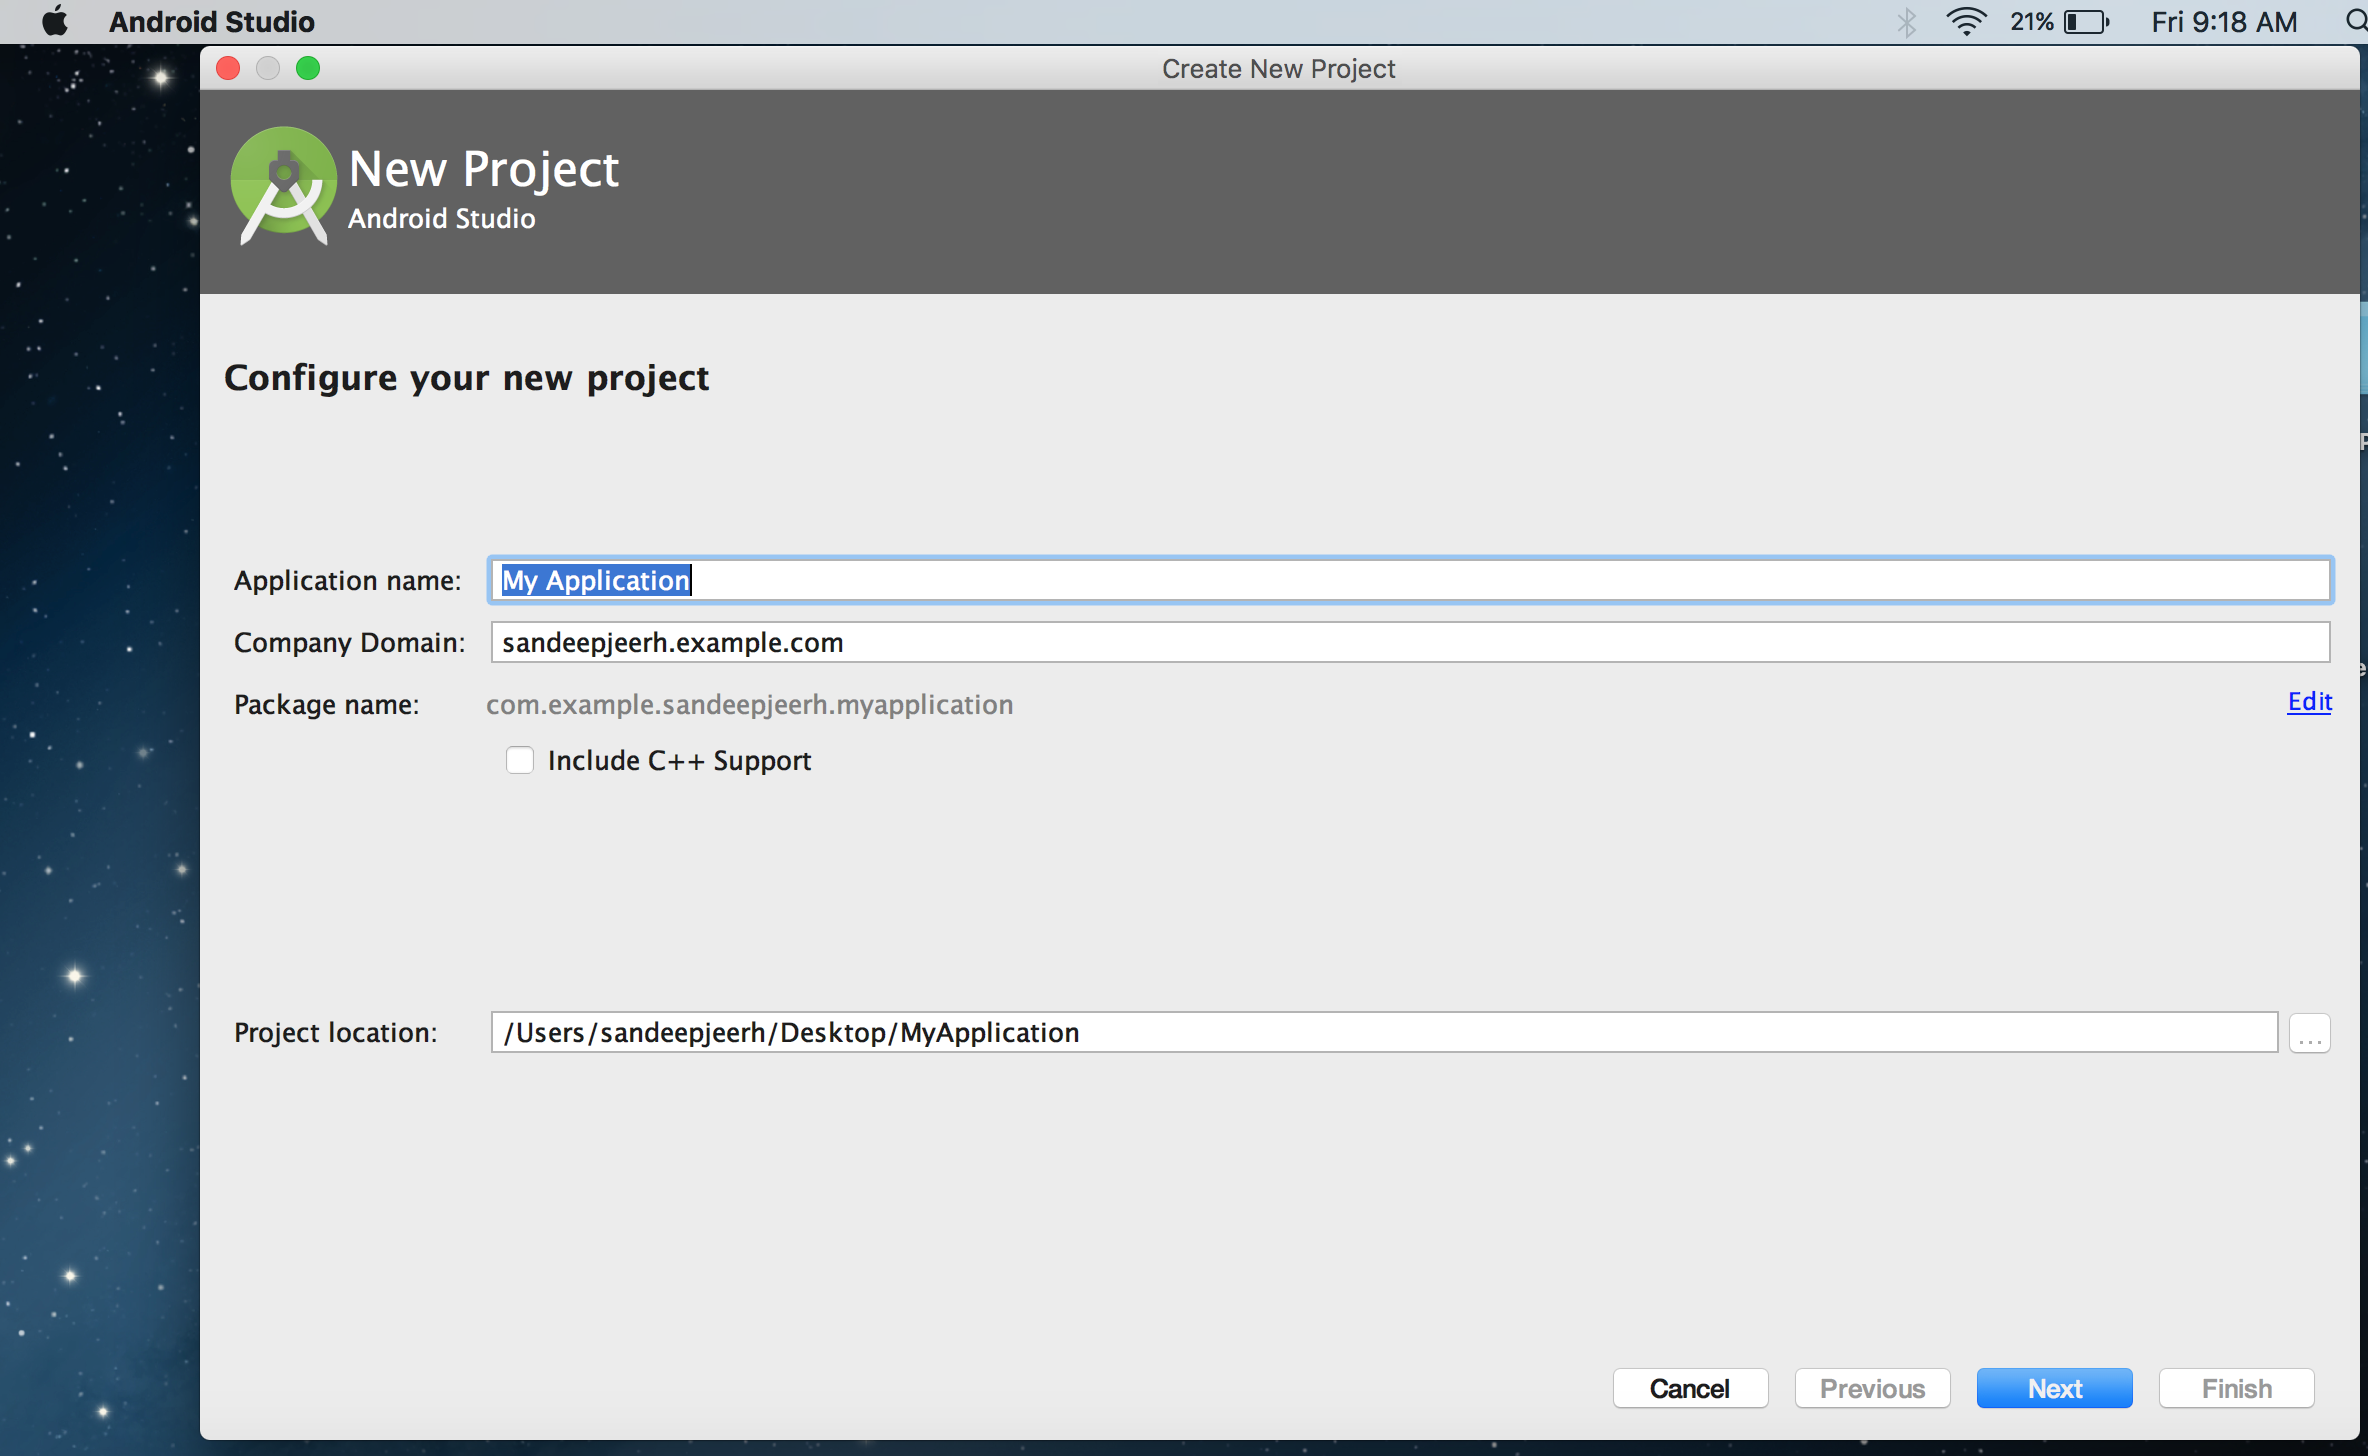 Android Studio
21%
Fri 9:18 AM
Create New Project
New Project
Android Studio
Configure your new project
Application name:
My Application
Company Domain:
sandeepjeerh.example.com
Package name:
com.example.sandeepjeerh.myapplication
Edit
Include C++ Support
Project location:
/Users/sandeepjeerh/Desktop/MyApplication
...
Cancel
Previous
Next
Finish